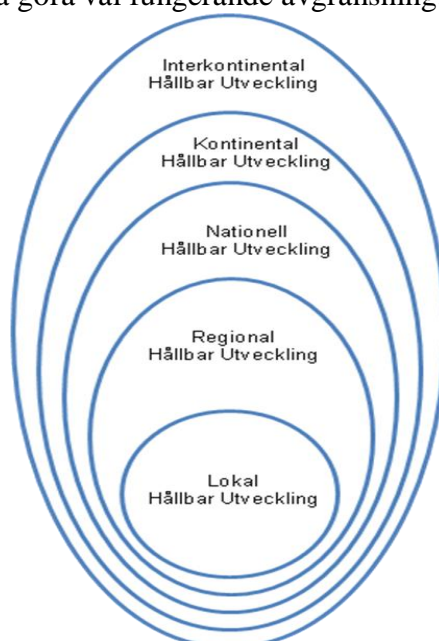 göra väl fungerande avgränsning
Interkontinental
Hållbar Utveckling
Kontinental
Hållbar Utveckling
Nationell
Hållbar Utveckling
Regional
Hållbar Utveckling
Lokal
Hållbar Utveckling